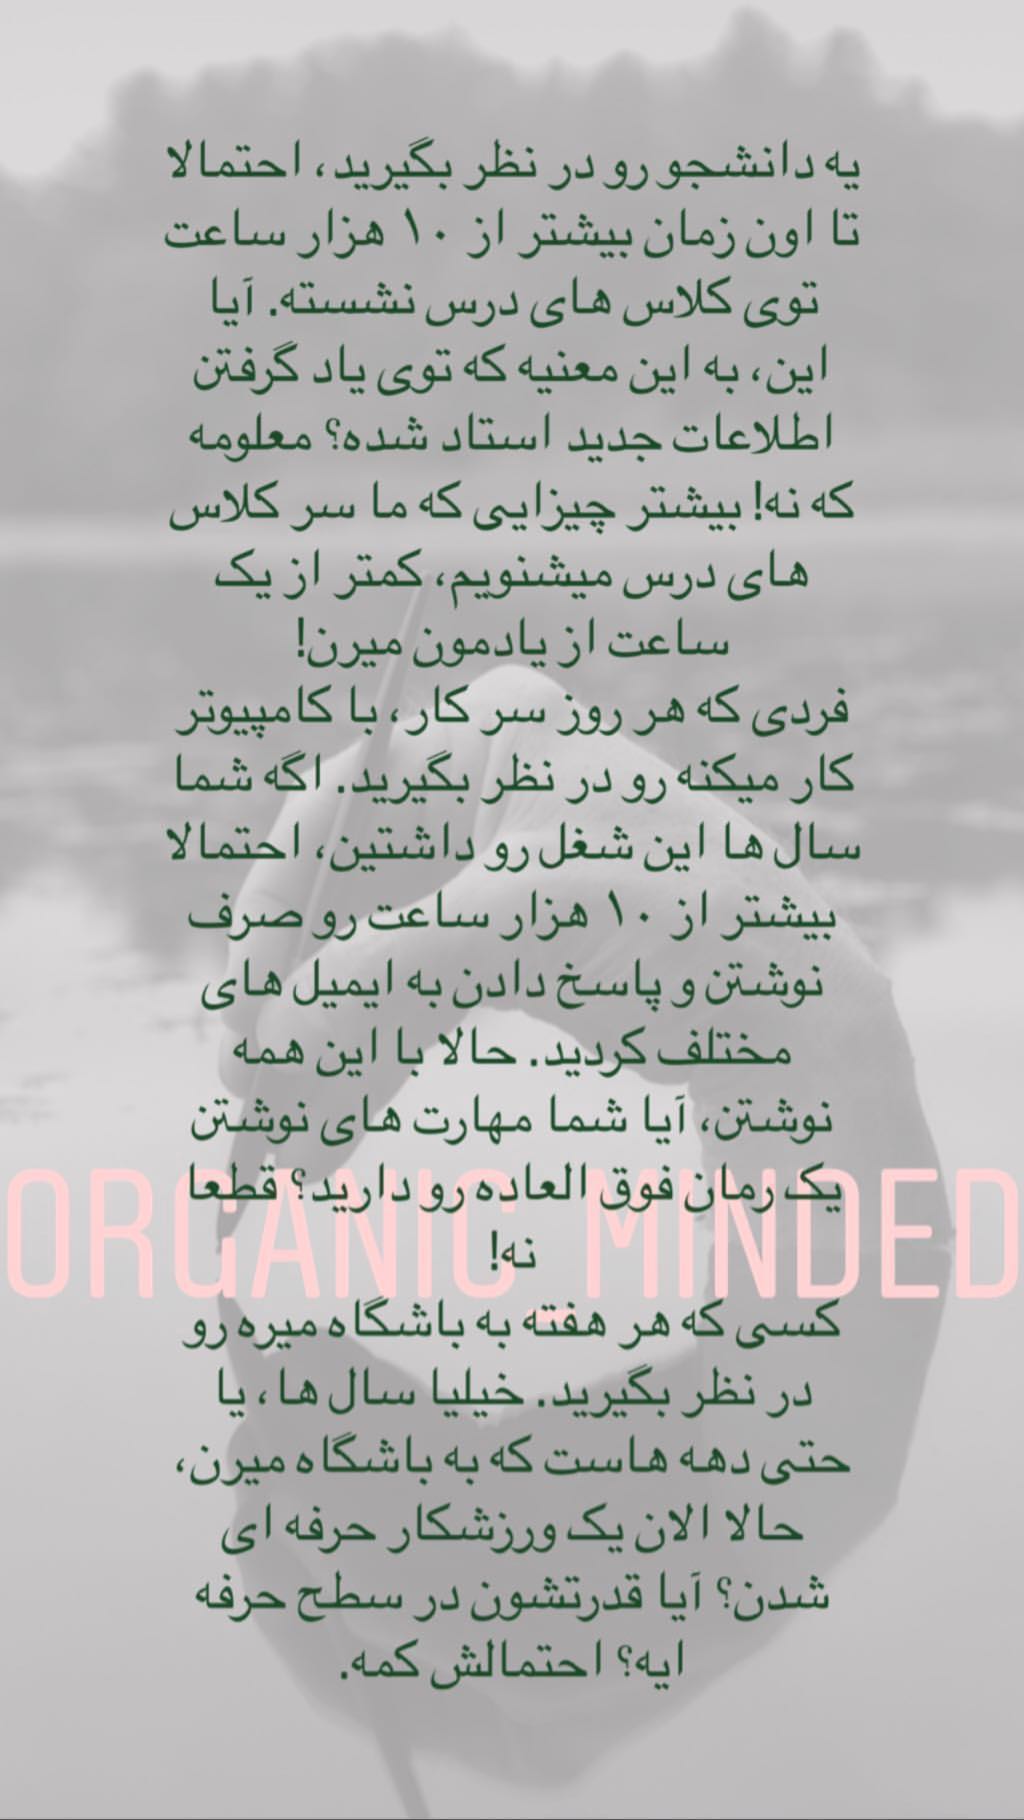 یه دانشجو رو در نظر بگیرید، احتمالا
تا اون زمان بیشتر از ۱۰ هزار ساعت
توی کلاس های درس نشسته. آیا
این، به این معنیه که توی یاد گرفتن
اطلاعات جدید استاد شده؟ معلومه
که نه! بیشتر چیزایی که ما سر کلاس
های درس میشنویم، کمتر از یک
ساعت از یادمون میرن!
فردی که هر روز سر کار، با کامپیوتر
کار میکنه رو در نظر بگیرید. اگه شما
سال ها این شغل رو داشتین، احتمالا
بیشتر از ۱۰ هزار ساعت رو صرف
نوشتن و پاسخ دادن به ایمیل های
مختلف کردید. حالا با این همه
نوشتن، آیا شما مهارت های نوشتن
یک رمان فوق العاده رو دارید؟ قطعا
نه!
ORGANIC_MINDED
کسی که هر هفته به باشگاه میره رو
در نظر بگیرید. خیلیا سال ها، یا
حتی دهه هاست که به باشگاه میرن،
حالا الان یک ورزشکار حرفه ای
شدن؟ آیا قدرتشون در سطح حرفه
ایه؟ احتمالش کمه.